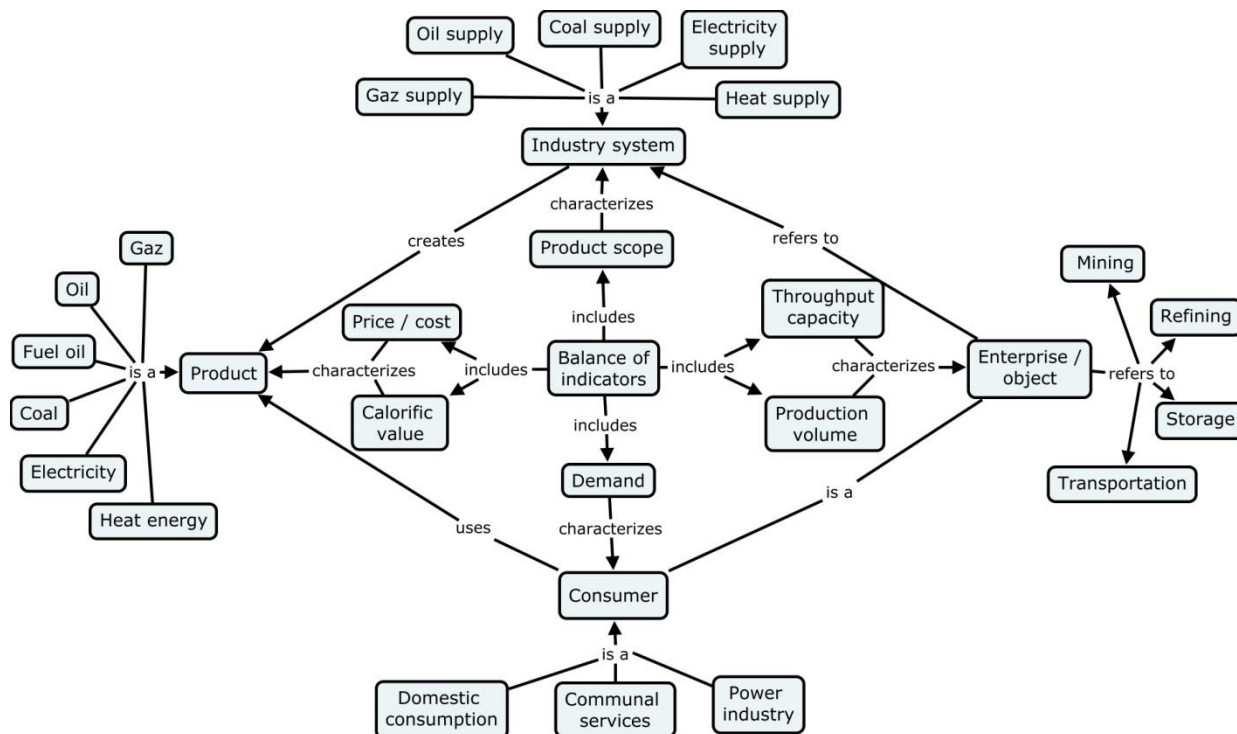 Oil supply
Coal supply
Electricity
supply
Gaz supply
is a
Heat supply
Industry system
characterizes
creates
Product scope
refers to
Gaz
Oil
Fuel oil
is a
Coal
Electricity
Heat energy
Product
Price / cost
characterizes
Calorific
value
includes
includes
Balance of
indicators
includes
includes
Throughput
capacity
characterizes
Production
volume
Enterprise /
object
Mining
Refining
refers to
Storage
Transportation
Demand
characterizes
uses
is a
Consumer
is a
Domestic
consumption
Communal
services
Power
industry